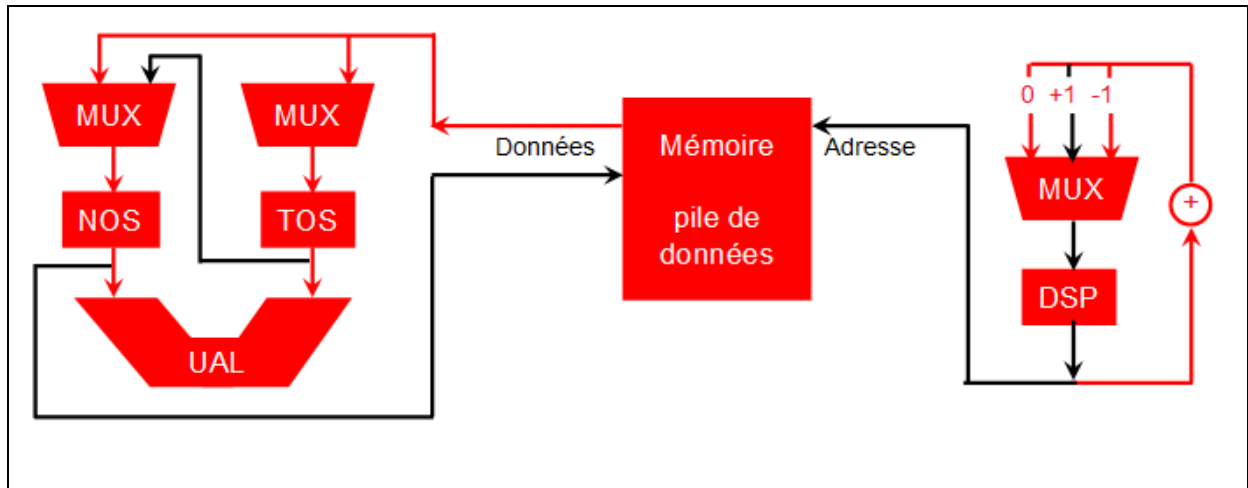 0 +1 -1
MUX
MUX
Données
Mémoire
pile de
données
Adresse
MUX
NOS
TOS
+
DSP
UAL